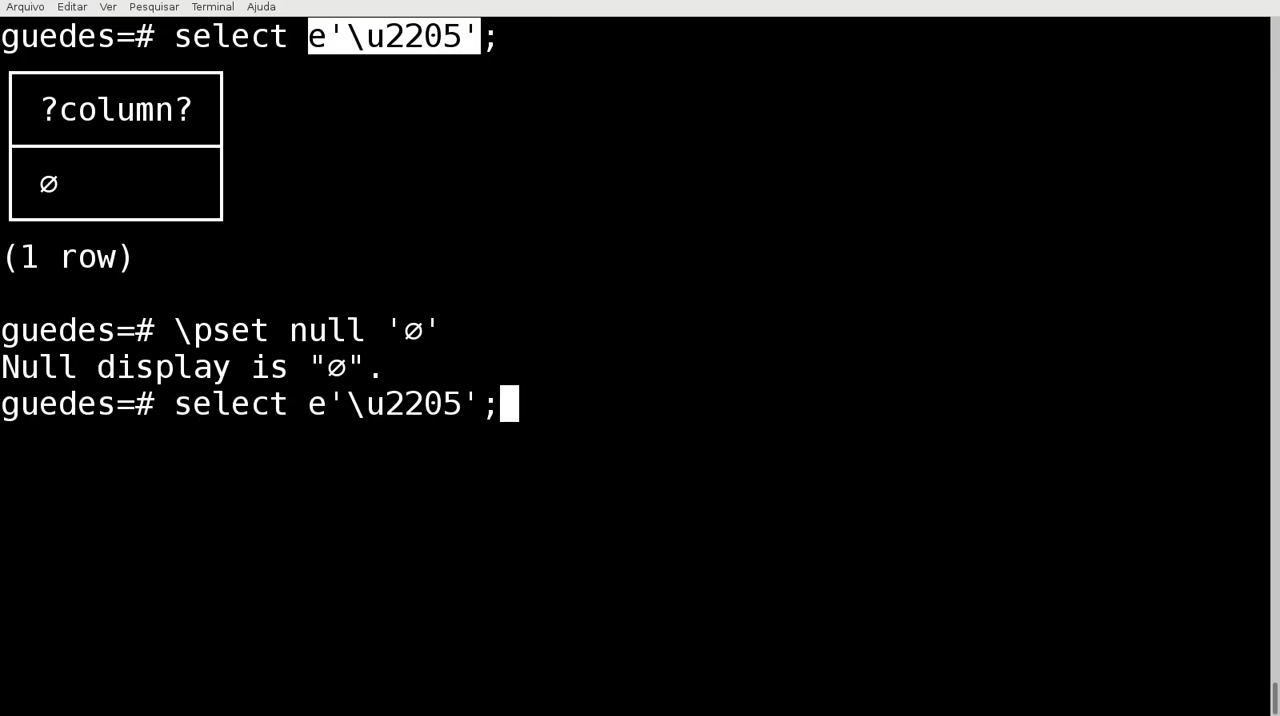 Arquivo Editar Ver Pesquisar Terminal Ajuda
guedes=# select e'\u2205';
?column?
∅
(1 row)
guedes=# \pset null '∅'
Null display is "∅".
guedes=# select e'\u2205';